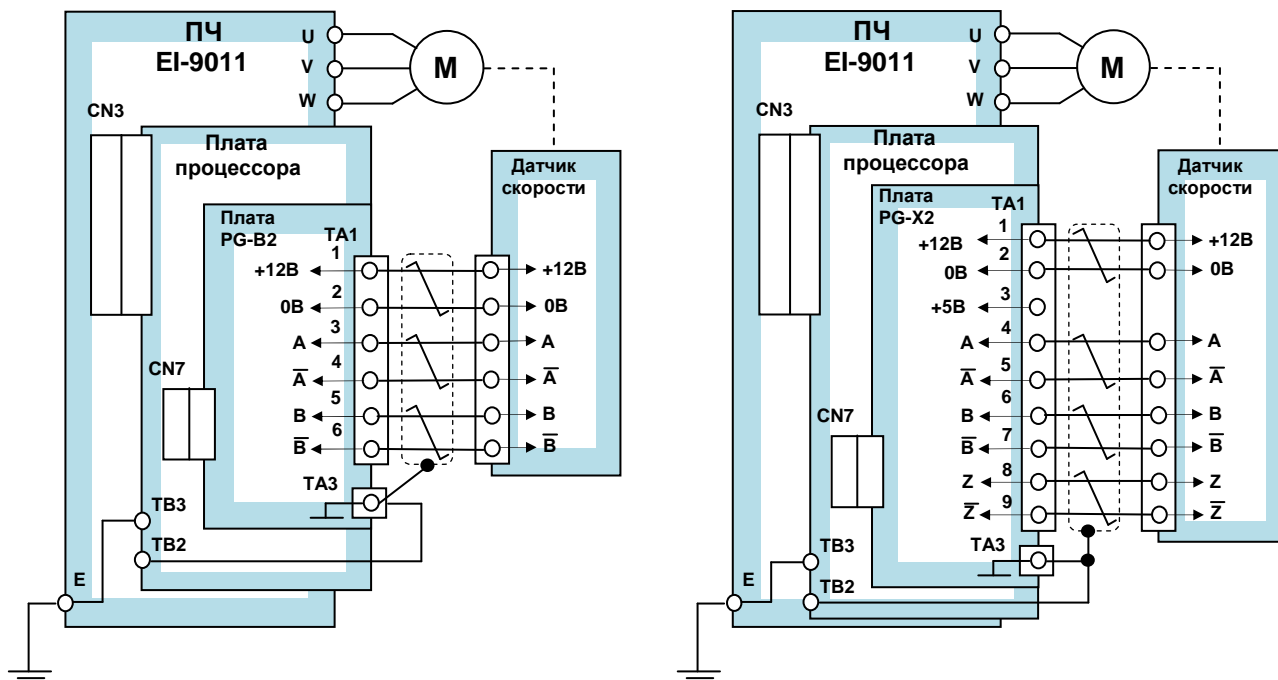 ПЧ
EI-9011
U
V
W
M
CN3
Плата
процессора
Датчик
скорости
Плата
PG-B2
TA1
1
+12В
+12В
2
0В
0В
3
A
A
CN7
4
A̅
A̅
5
B
B
6
B̅
B̅
TA3
TB3
TB2
E
ПЧ
EI-9011
U
V
W
M
CN3
Плата
процессора
Датчик
скорости
Плата
PG-X2
TA1
1
+12В
+12В
2
0В
0В
3
+5В
4
A
A
5
A̅
A̅
6
B
B
CN7
7
B̅
B̅
8
Z
Z
9
Z̅
Z̅
TA3
TB3
TB2
E